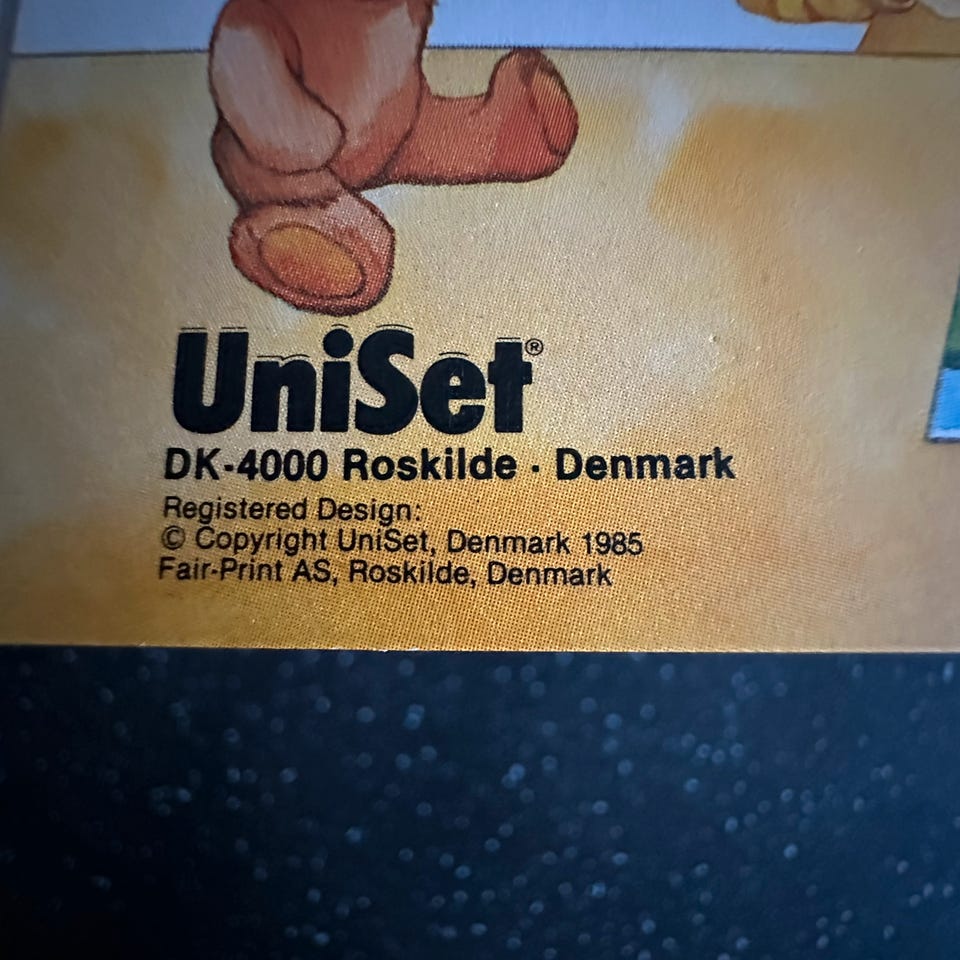 UniSet®
DK-4000 Roskilde · Denmark
Registered Design:
© Copyright UniSet, Denmark 1985
Fair-Print AS, Roskilde, Denmark